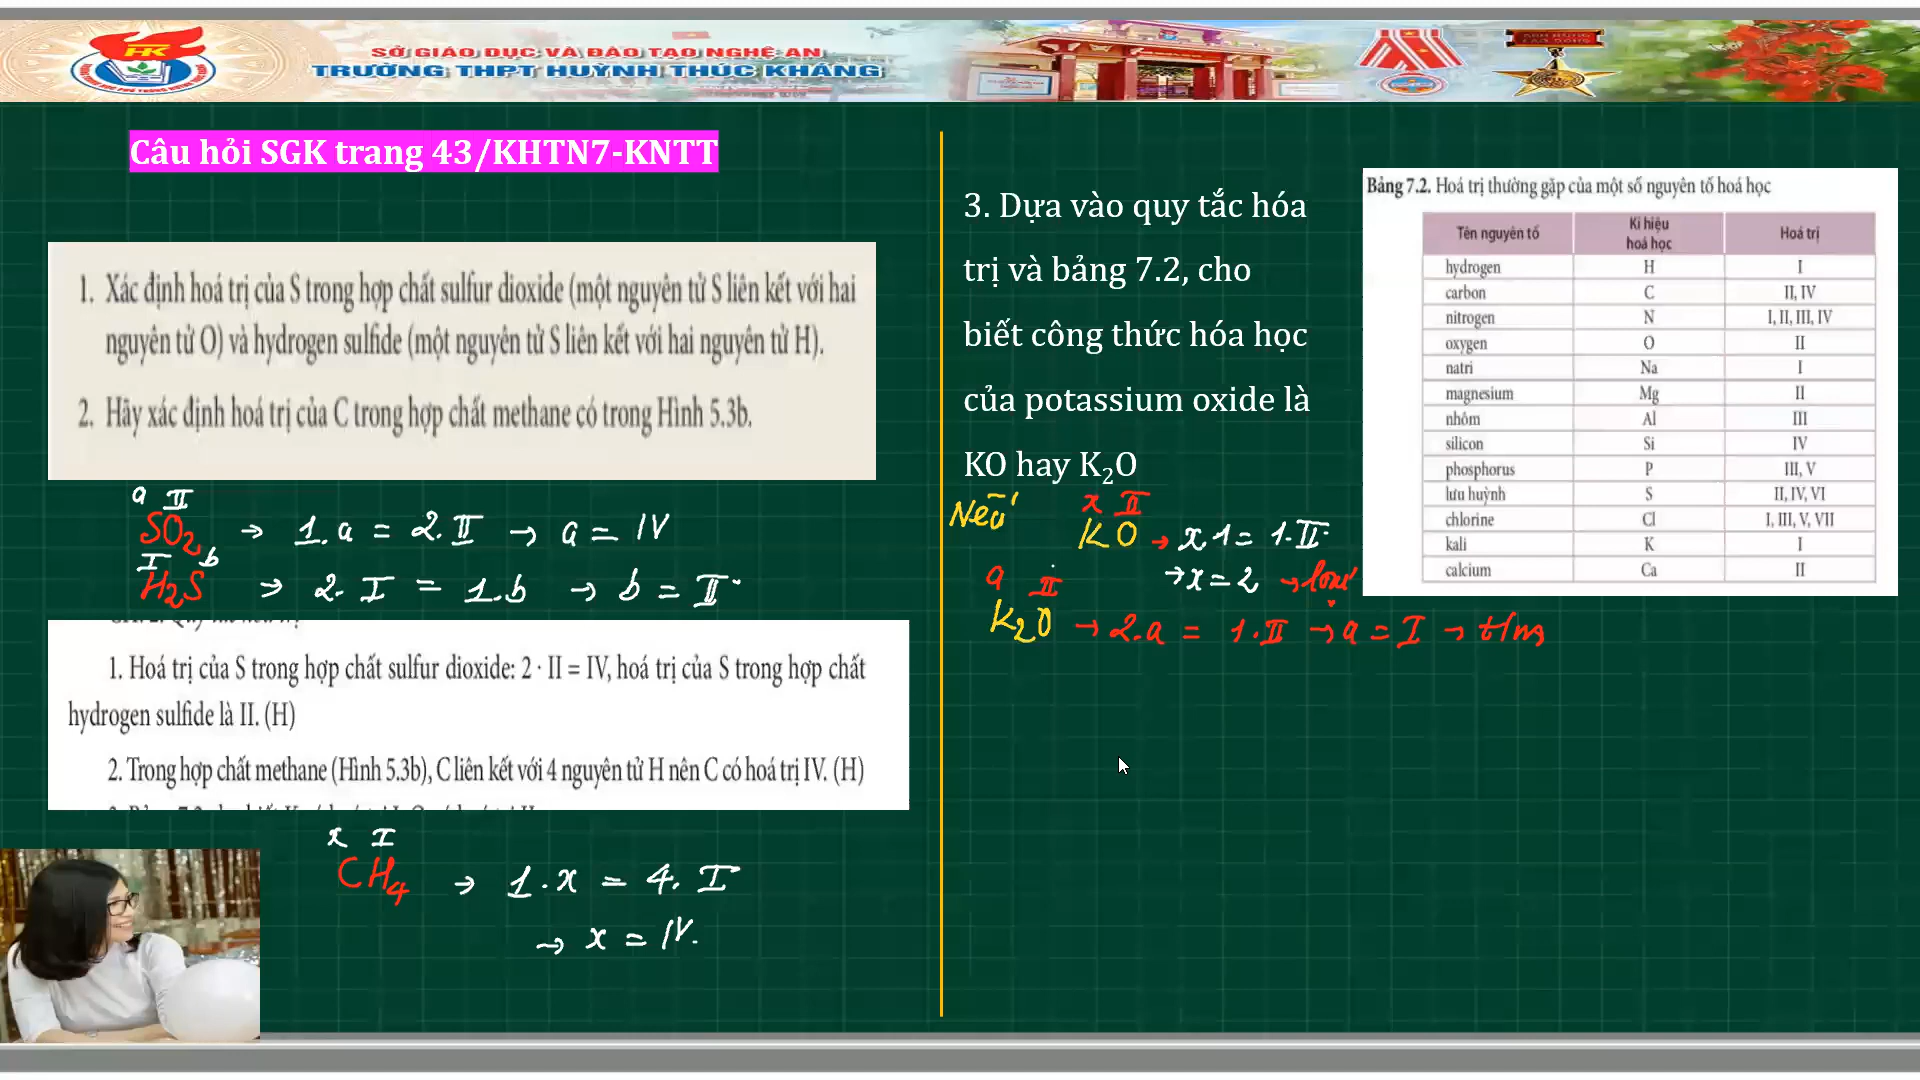 SỞ GIÁO DỤC VÀ ĐÀO TẠO NGHỆ AN
TRƯỜNG THPT HUỲNH THÚC KHÁNG
Câu hỏi SGK trang 43/KHTN7-KNTT
1. Xác định hoá trị của S trong hợp chất sulfur dioxide (một nguyên tử S liên kết với hai
nguyên tử O) và hydrogen sulfide (một nguyên tử S liên kết với hai nguyên tử H).
2. Hãy xác định hoá trị của C trong hợp chất methane có trong Hình 5.3b.
a II
SO2 → 1.a = 2.II → a = IV
I b
H2S → 2.I = 1.b → b = II
1. Hoá trị của S trong hợp chất sulfur dioxide: 2 · II = IV, hoá trị của S trong hợp chất
hydrogen sulfide là II. (H)
2. Trong hợp chất methane (Hình 5.3b), C liên kết với 4 nguyên tử H nên C có hoá trị IV. (H)
x I
CH4 → 1.x = 4.I
→ x = IV.
3. Dựa vào quy tắc hóa
trị và bảng 7.2, cho
biết công thức hóa học
của potassium oxide là
KO hay K2O
Nếu x II
KO → x.1 = 1.II
→ x = 2 → loại
a II
K2O → 2.a = 1.II → a = I →
Bảng 7.2. Hoá trị thường gặp của một số nguyên tố hoá học
Tên nguyên tố Kí hiệu hoá học Hoá trị
hydrogen H I
carbon C II, IV
nitrogen N I, II, III, IV
oxygen O II
natri Na I
magnesium Mg II
nhôm Al III
silicon Si IV
phosphorus P III, V
lưu huỳnh S II, IV, VI
chlorine Cl I, III, V, VII
kali K I
calcium Ca II